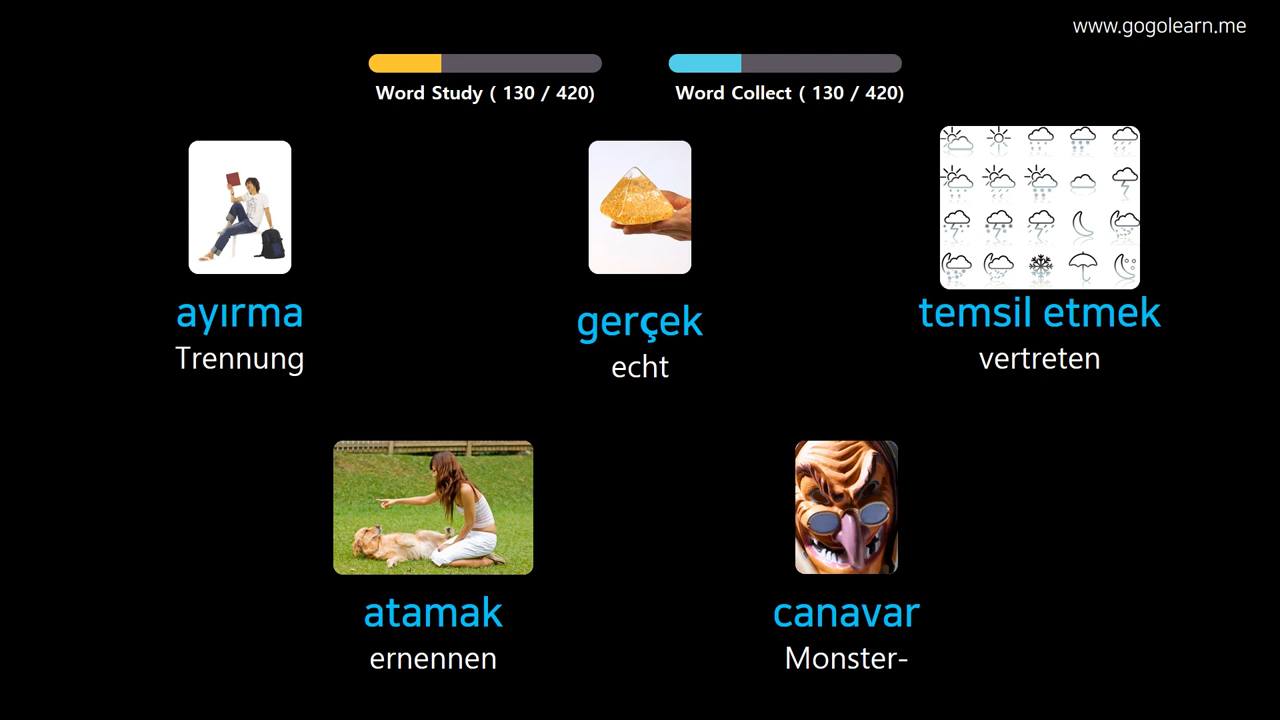 www.gogolearn.me
Word Study ( 130 / 420)
Word Collect ( 130 / 420)
ayırma
Trennung
gerçek
echt
temsil etmek
vertreten
atamak
ernennen
canavar
Monster-